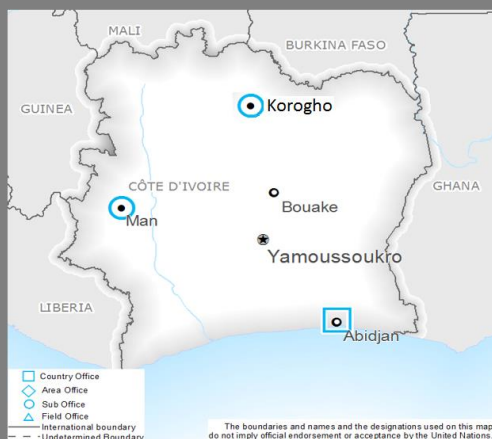 MALI
BURKINA FASO
GUINEA
Korogho
CÔTE D'IVOIRE
GHANA
Man
Bouake
Yamoussoukro
LIBERIA
Abidjan
Country Office
Area Office
Sub Office
Field Office
International boundary
Undetermined Boundary
The boundaries and names and the designations used on this map
do not imply official endorsement or acceptance by the United Nations